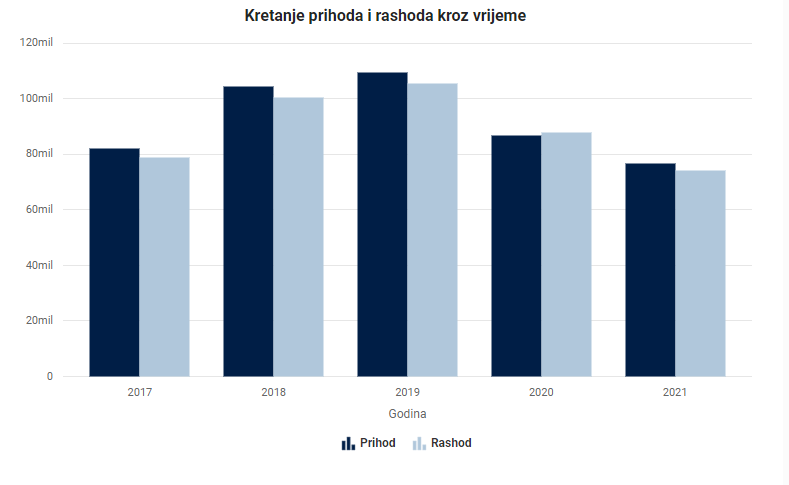 Kretanje prihoda i rashoda kroz vrijeme
120mil
100mil
80mil
60mil
40mil
20mil
0
2017 2018 2019 2020 2021
Godina
Prihod Rashod